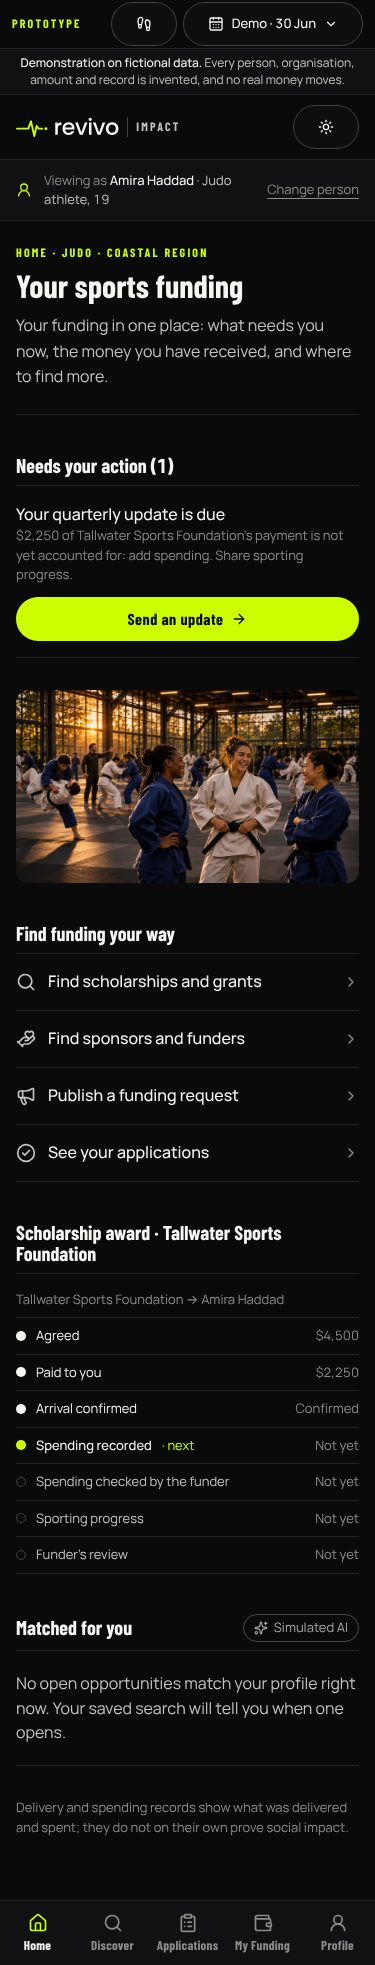 PROTOTYPE
Demo · 30 Jun
Demonstration on fictional data. Every person, organisation,
amount and record is invented, and no real money moves.
revivo
IMPACT
Viewing as Amira Haddad · Judo
athlete, 19
Change person
HOME · JUDO · COASTAL REGION
Your sports funding
Your funding in one place: what needs you
now, the money you have received, and where
to find more.
Needs your action (1)
Your quarterly update is due
$2,250 of Tallwater Sports Foundation's payment is not
yet accounted for: add spending. Share sporting
progress.
Send an update →
Find funding your way
Find scholarships and grants
Find sponsors and funders
Publish a funding request
See your applications
Scholarship award · Tallwater Sports
Foundation
Tallwater Sports Foundation → Amira Haddad
Agreed $4,500
Paid to you $2,250
Arrival confirmed Confirmed
Spending recorded · next Not yet
Spending checked by the funder Not yet
Sporting progress Not yet
Funder's review Not yet
Matched for you
Simulated AI
No open opportunities match your profile right
now. Your saved search will tell you when one
opens.
Delivery and spending records show what was delivered
and spent; they do not on their own prove social impact.
Home Discover Applications My Funding Profile